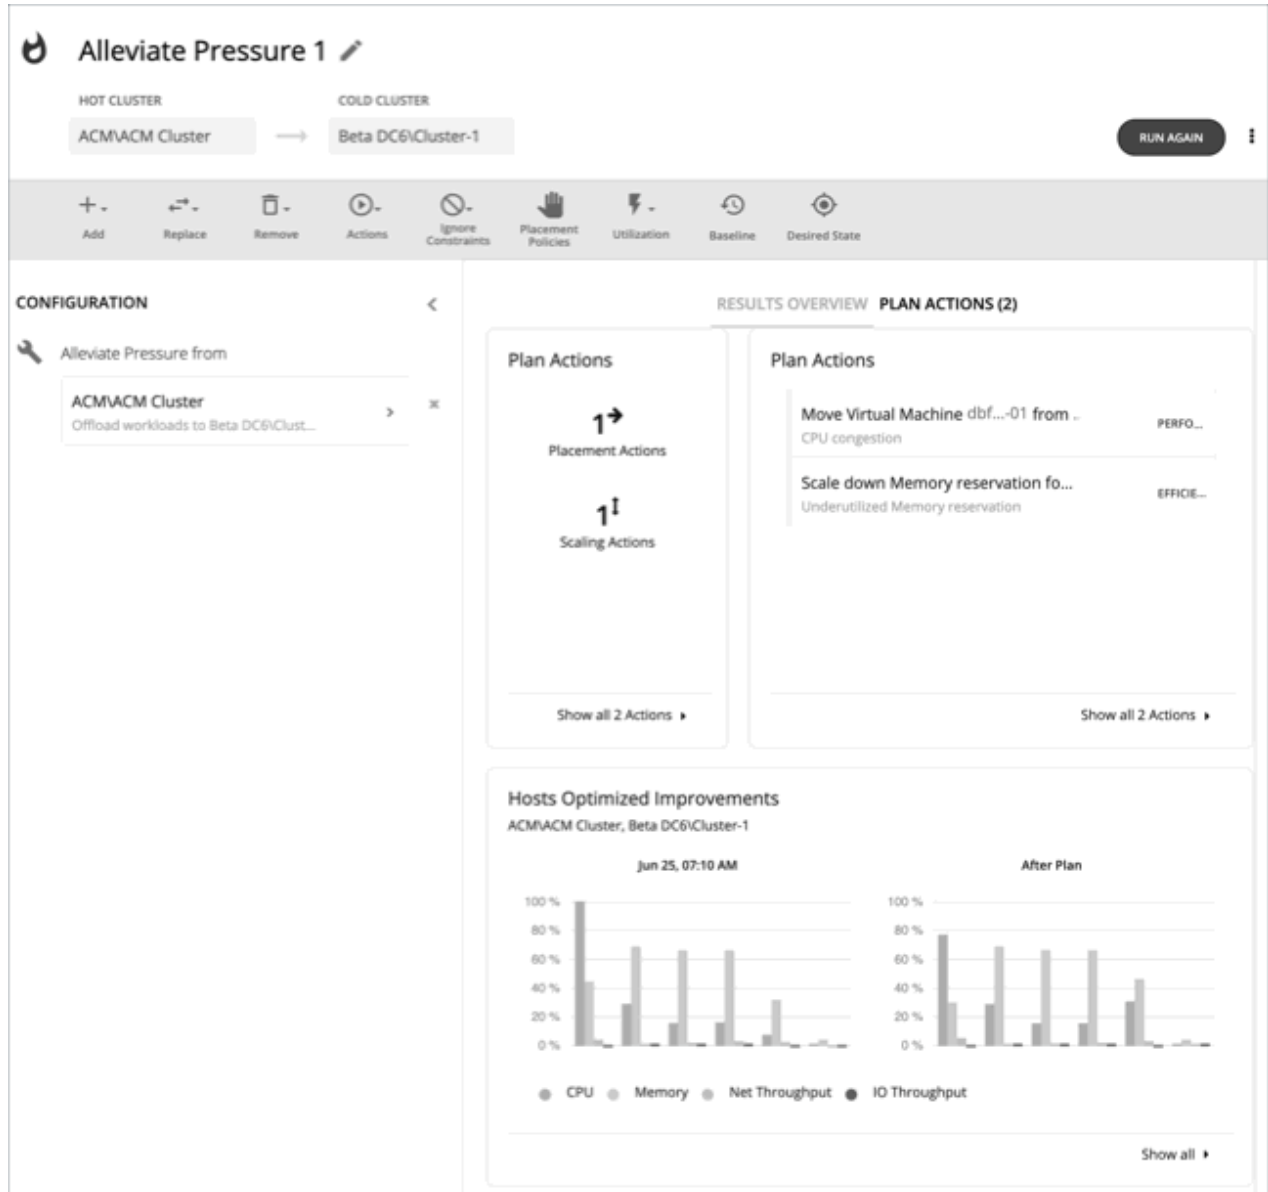 Alleviate Pressure 1
HOT CLUSTER
COLD CLUSTER
ACM\ACM Cluster
Beta DC6\Cluster-1
RUN AGAIN
Add
Replace
Remove
Actions
Ignore
Constraints
Placement
Policies
Utilization
Baseline
Desired State
CONFIGURATION
Alleviate Pressure from
ACM\ACM Cluster
Offload workloads to Beta DC6\Clust...
RESULTS OVERVIEW
PLAN ACTIONS (2)
Plan Actions
1
Placement Actions
1
Scaling Actions
Show all 2 Actions
Plan Actions
Move Virtual Machine dbf...-01 from ..
CPU congestion
PERFO...
Scale down Memory reservation fo...
Underutilized Memory reservation
EFFICIE...
Show all 2 Actions
Hosts Optimized Improvements
ACM\ACM Cluster, Beta DC6\Cluster-1
Jun 25, 07:10 AM
100 %
80 %
60 %
40 %
20 %
0 %
After Plan
100 %
80 %
60 %
40 %
20 %
0 %
CPU
Memory
Net Throughput
IO Throughput
Show all